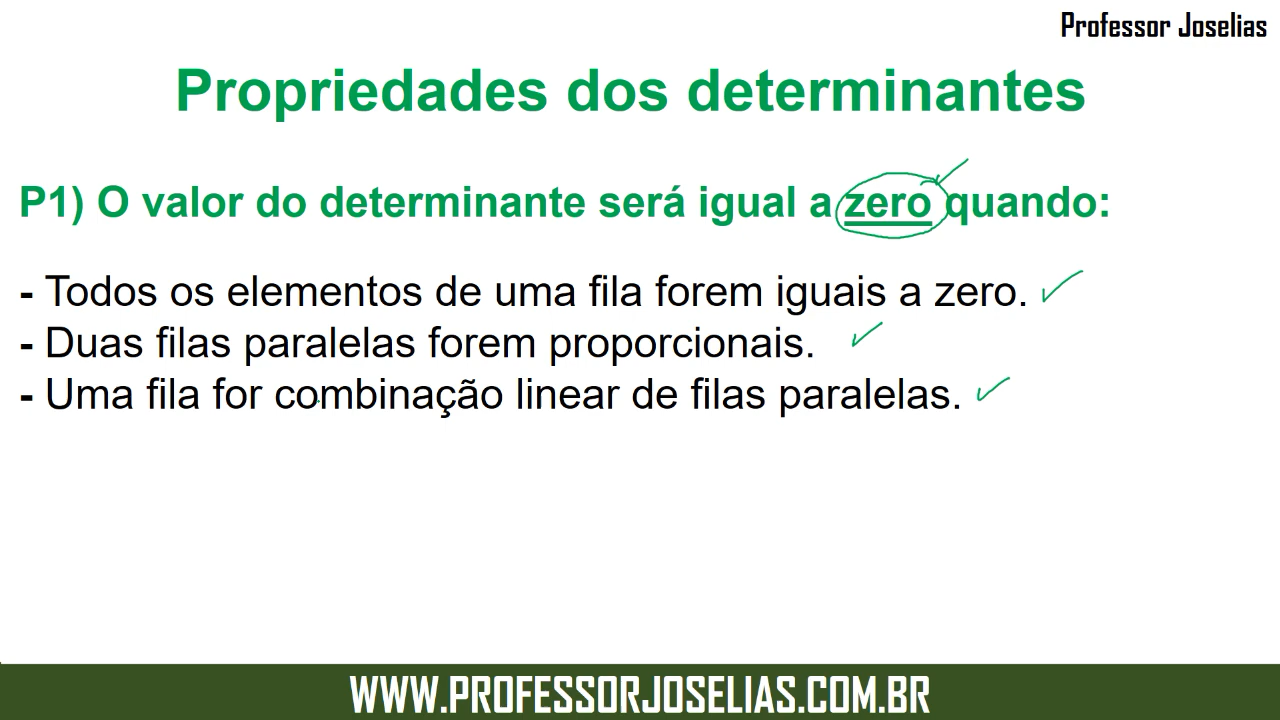 Professor Joselias
Propriedades dos determinantes
P1) O valor do determinante será igual a zero quando:
- Todos os elementos de uma fila forem iguais a zero.
- Duas filas paralelas forem proporcionais.
- Uma fila for combinação linear de filas paralelas.
WWW.PROFESSORJOSELIAS.COM.BR